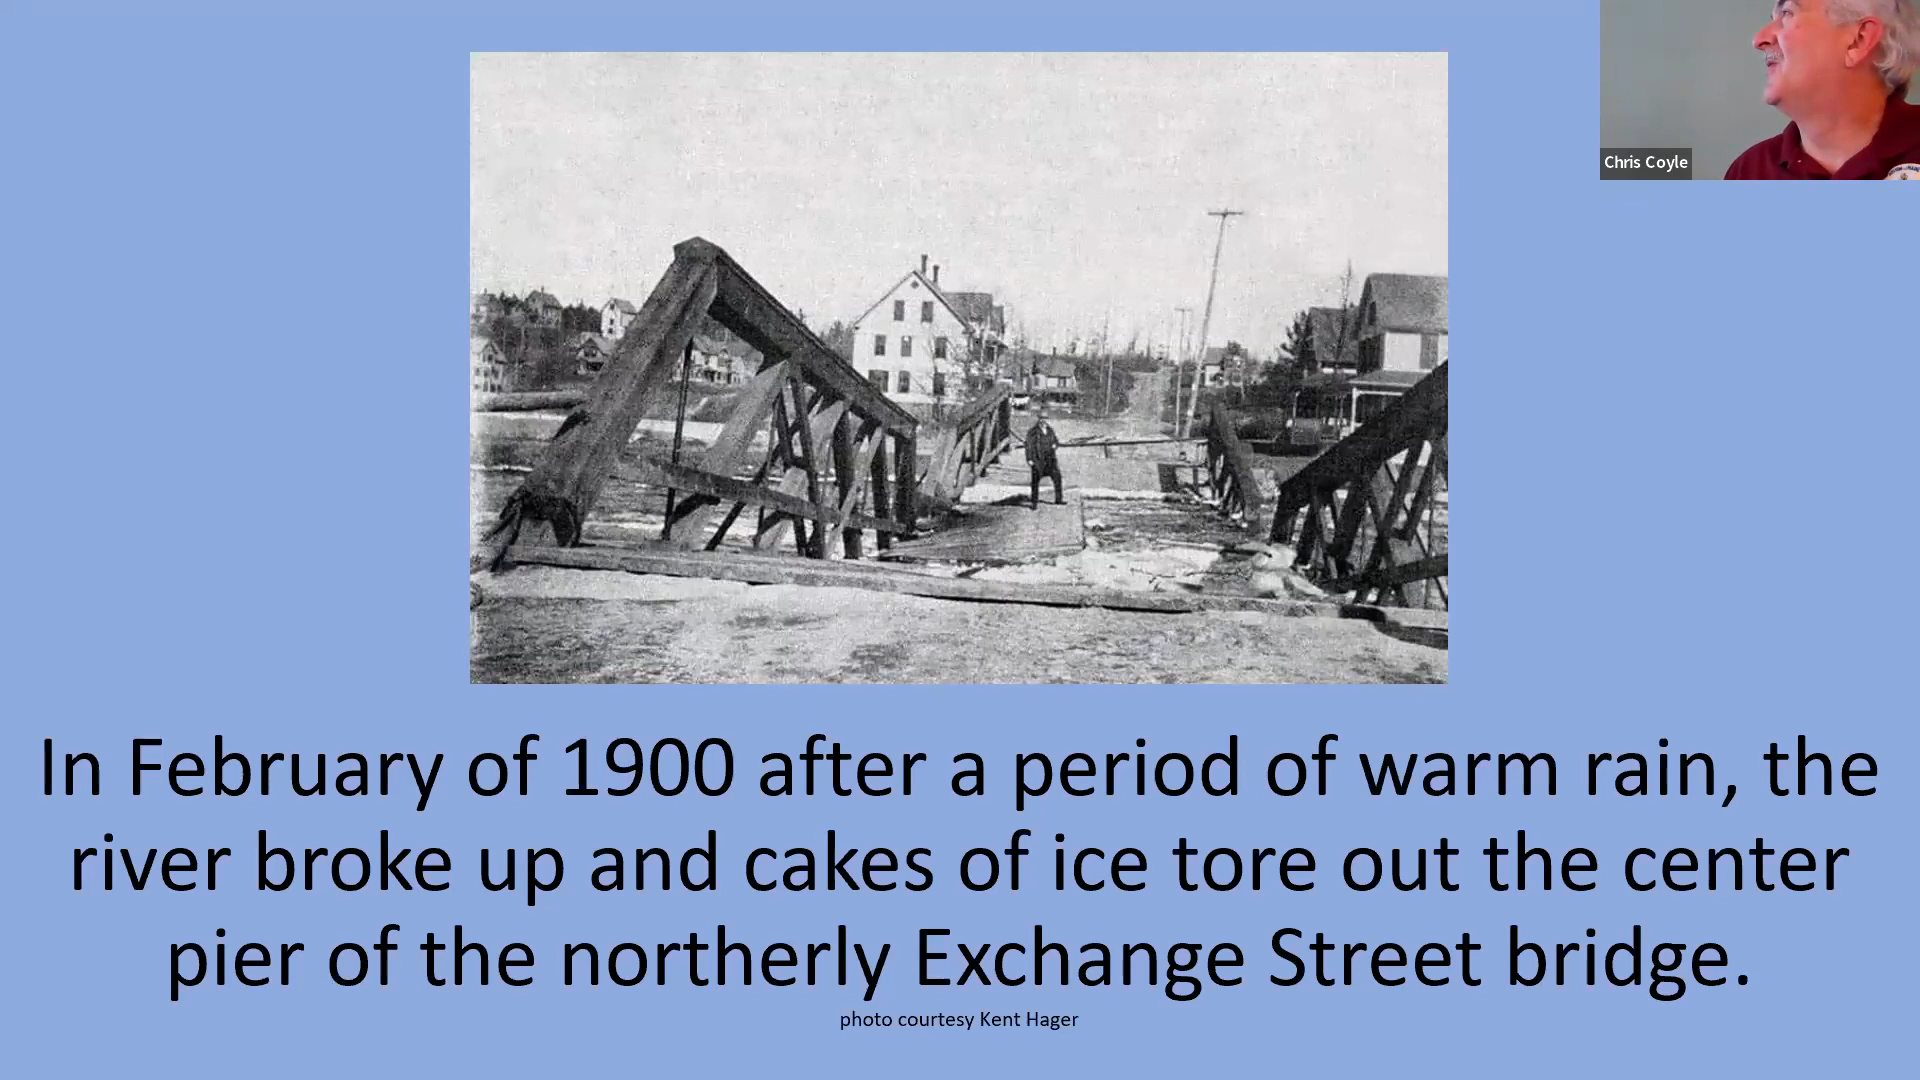 Chris Coyle
In February of 1900 after a period of warm rain, the
river broke up and cakes of ice tore out the center
pier of the northerly Exchange Street bridge.
photo courtesy Kent Hager